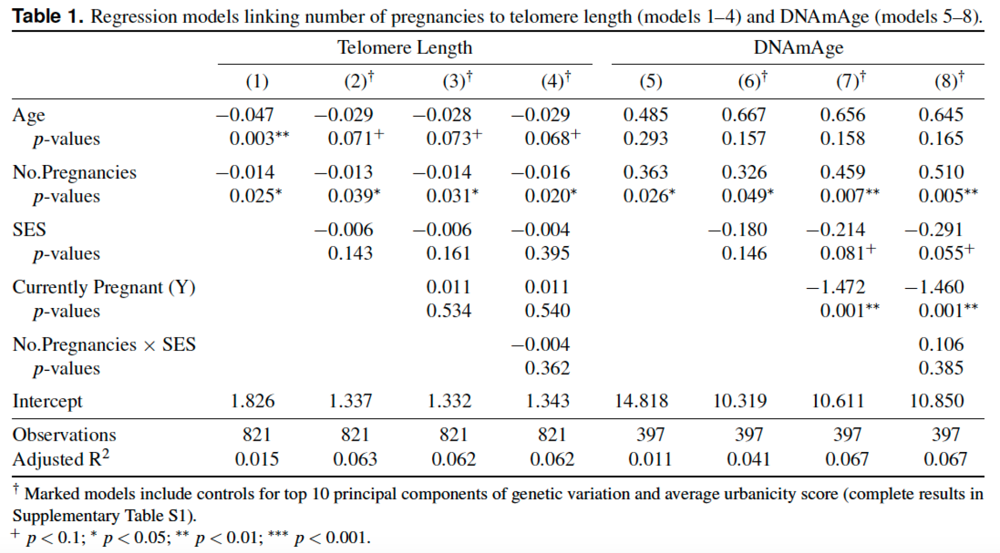 Table 1. Regression models linking number of pregnancies to telomere length (models 1–4) and DNAmAge (models 5–8).
Telomere Length DNAmAge
(1) (2)† (3)† (4)† (5) (6)† (7)† (8)†
Age −0.047 −0.029 −0.028 −0.029 0.485 0.667 0.656 0.645
p-values 0.003** 0.071+ 0.073+ 0.068+ 0.293 0.157 0.158 0.165
No.Pregnancies −0.014 −0.013 −0.014 −0.016 0.363 0.326 0.459 0.510
p-values 0.025* 0.039* 0.031* 0.020* 0.026* 0.049* 0.007** 0.005**
SES −0.006 −0.006 −0.004 −0.180 −0.214 −0.291
p-values 0.143 0.161 0.395 0.146 0.081+ 0.055+
Currently Pregnant (Y) 0.011 0.011 −1.472 −1.460
p-values 0.534 0.540 0.001** 0.001**
No.Pregnancies × SES −0.004 0.106
p-values 0.362 0.385
Intercept 1.826 1.337 1.332 1.343 14.818 10.319 10.611 10.850
Observations 821 821 821 821 397 397 397 397
Adjusted R2 0.015 0.063 0.062 0.062 0.011 0.041 0.067 0.067
† Marked models include controls for top 10 principal components of genetic variation and average urbanicity score (complete results in
Supplementary Table S1).
+ p < 0.1; * p < 0.05; ** p < 0.01; *** p < 0.001.